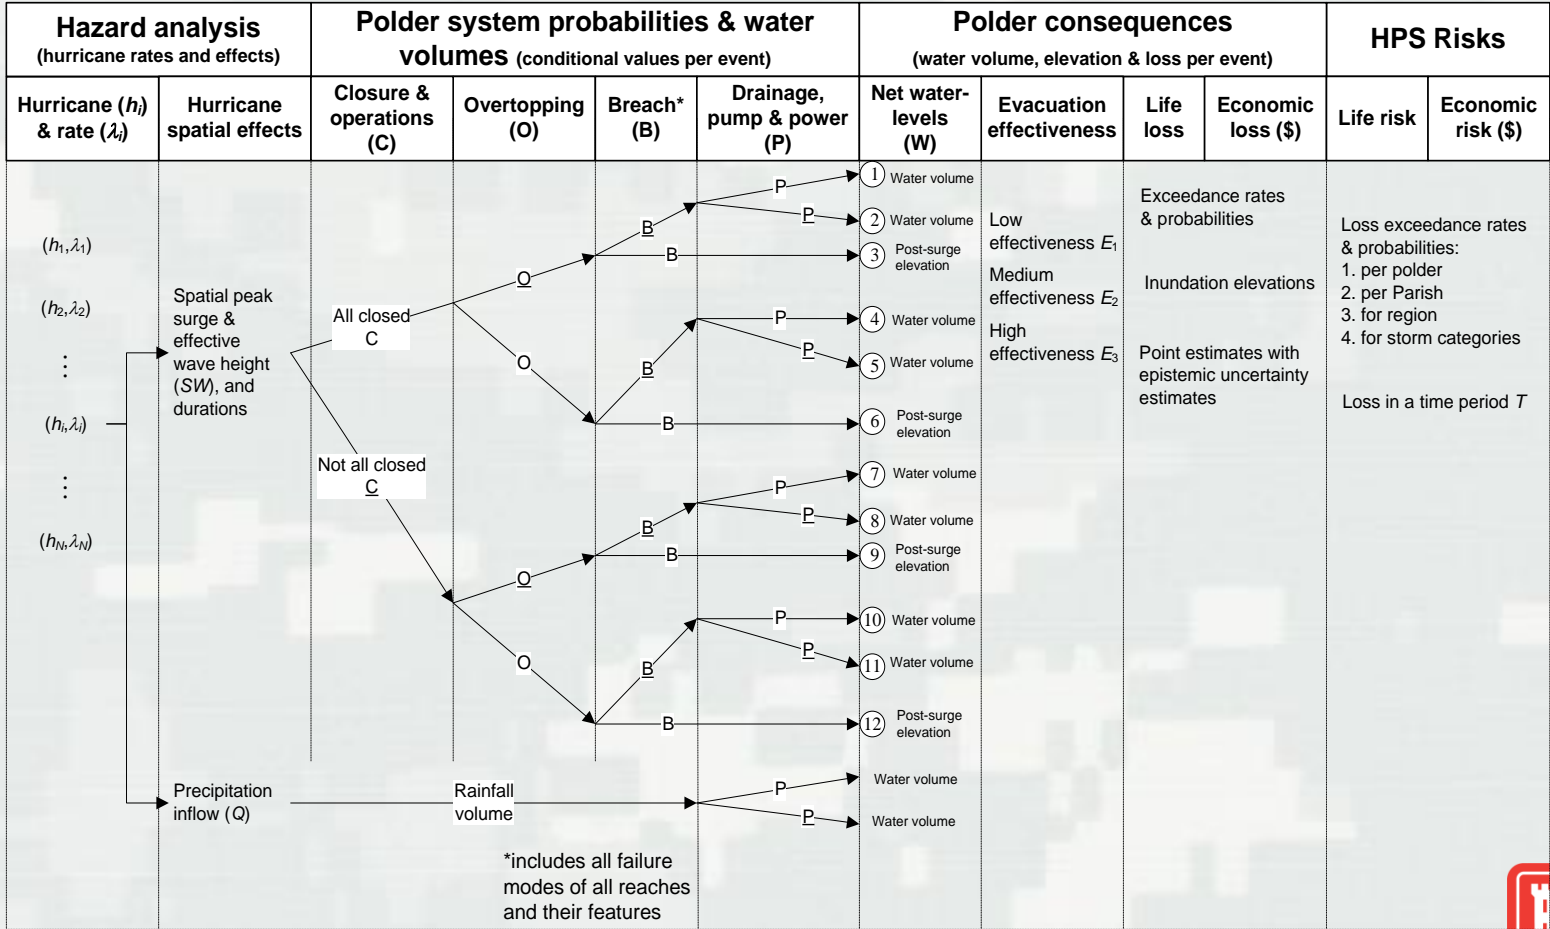 Hazard analysis
(hurricane rates and effects)
Polder system probabilities & water
volumes (conditional values per event)
Polder consequences
(water volume, elevation & loss per event)
HPS Risks
Hurricane (hi)
& rate (λi)
Hurricane
spatial effects
Closure &
operations
(C)
Overtopping
(O)
Breach*
(B)
Drainage,
pump & power
(P)
Net water-
levels
(W)
Evacuation
effectiveness
Life
loss
Economic
loss ($)
Life risk
Economic
risk ($)
(h1,λ1)
(h2,λ2)
⋮
(hi,λi)
⋮
(hN,λN)
Spatial peak
surge &
effective
wave height
(SW), and
durations
Precipitation
inflow (Q)
All closed
C
Not all closed
C
O
O
O
O
Rainfall
volume
B
B
B
B
B
B
B
B
P
P
P
P
P
P
P
P
P
P
1 Water volume
2 Water volume
3 Post-surge
elevation
4 Water volume
5 Water volume
6 Post-surge
elevation
7 Water volume
8 Water volume
9 Post-surge
elevation
10 Water volume
11 Water volume
12 Post-surge
elevation
Water volume
Water volume
Low
effectiveness E1
Medium
effectiveness E2
High
effectiveness E3
Exceedance rates
& probabilities
Inundation elevations
Point estimates with
epistemic uncertainty
estimates
Loss exceedance rates
& probabilities:
1. per polder
2. per Parish
3. for region
4. for storm categories
Loss in a time period T
*includes all failure
modes of all reaches
and their features